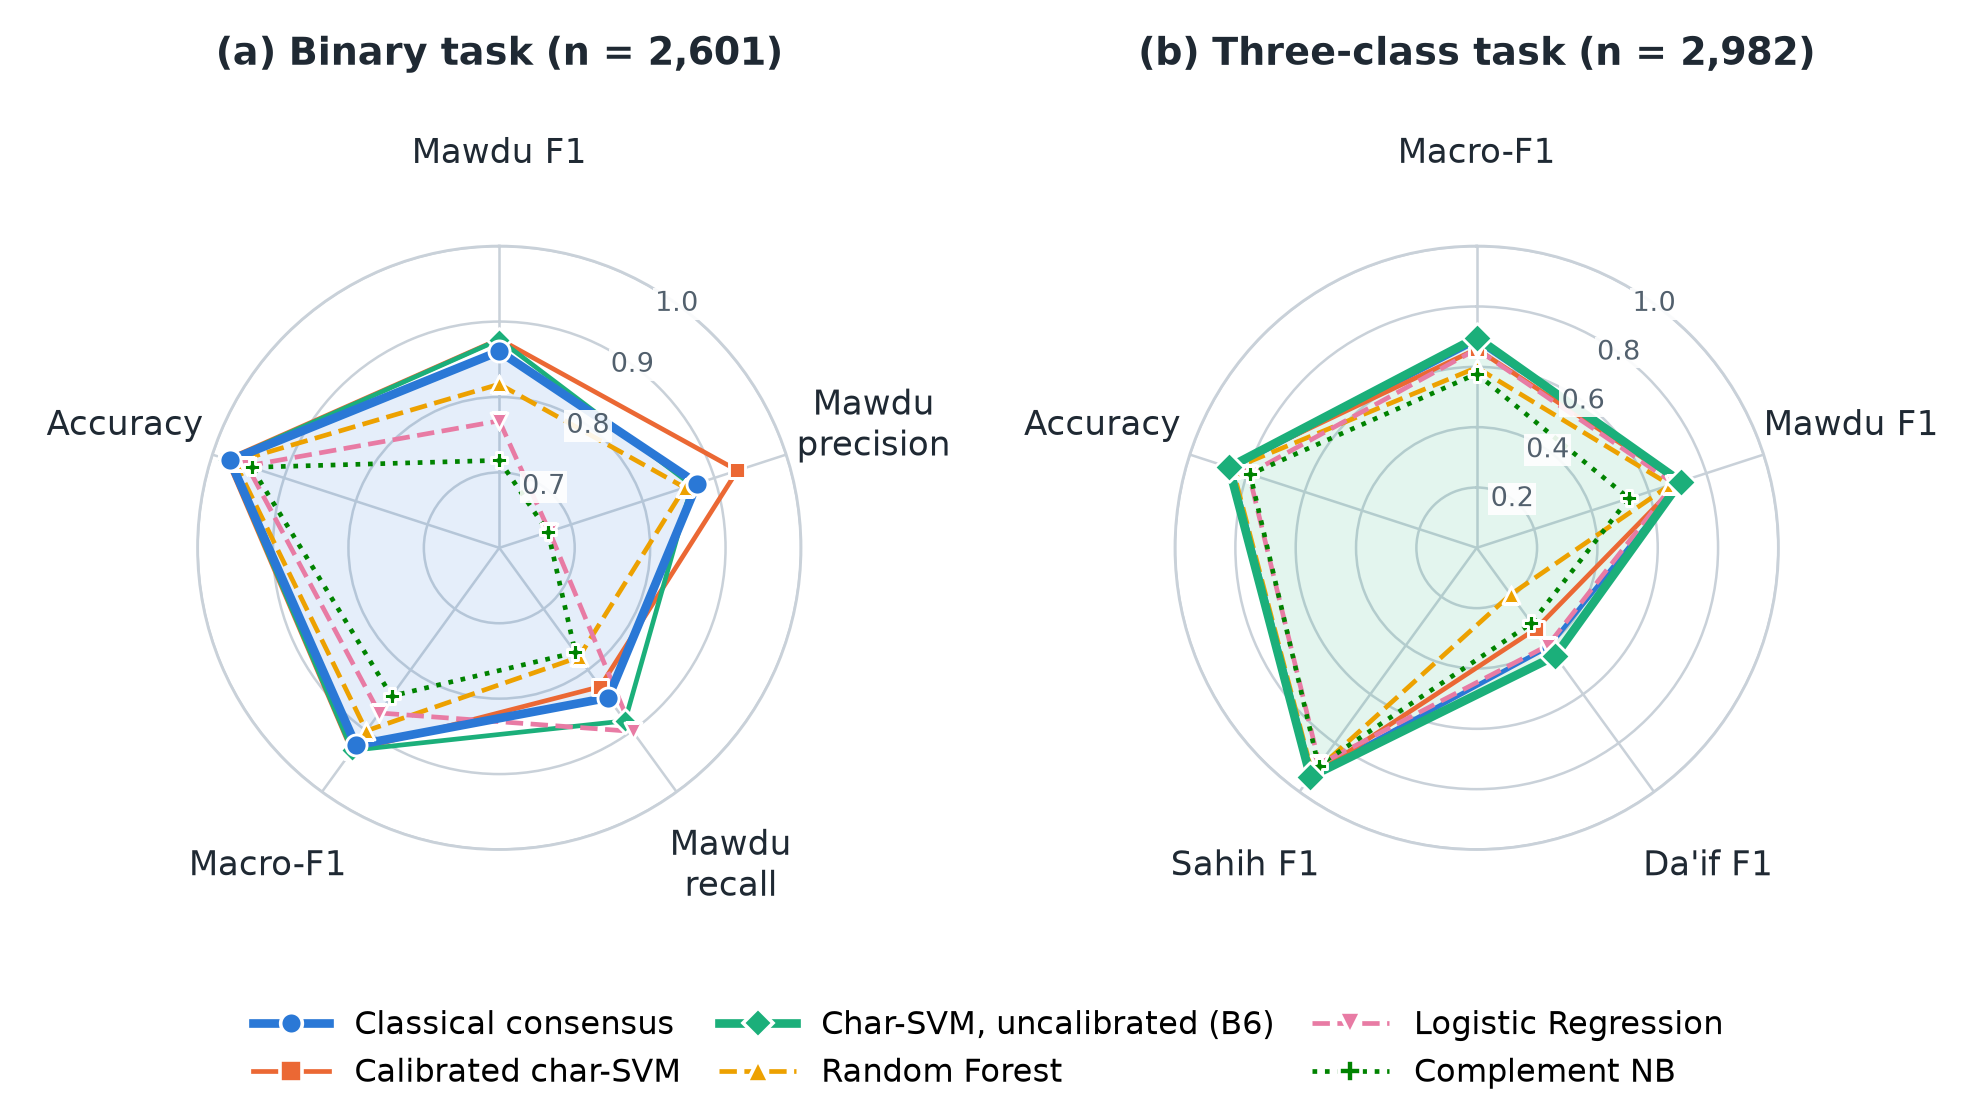 (a) Binary task (n = 2,601)
Mawdu F1
1.0
0.9
0.8
0.7
Mawdu
precision
Accuracy
Macro-F1
Mawdu
recall
(b) Three-class task (n = 2,982)
Macro-F1
1.0
0.8
0.6
0.4
0.2
Accuracy
Mawdu F1
Sahih F1
Da'if F1
Classical consensus
Calibrated char-SVM
Char-SVM, uncalibrated (B6)
Random Forest
Logistic Regression
Complement NB